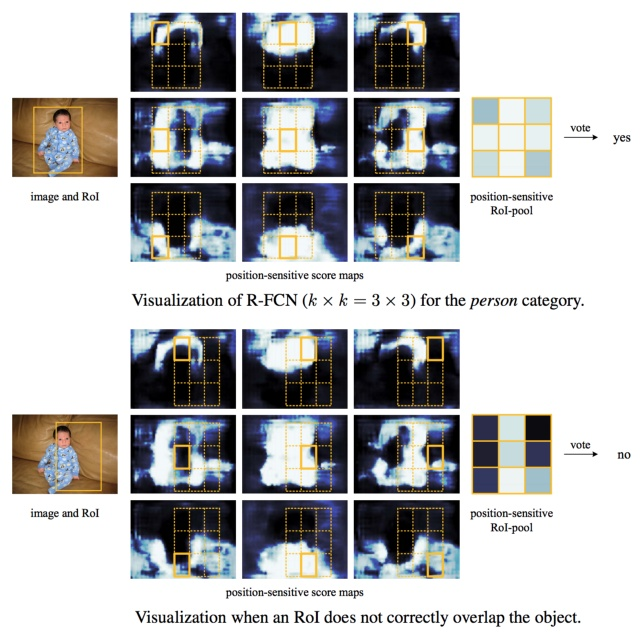 vote
yes
image and RoI
position-sensitive
RoI-pool
position-sensitive score maps
Visualization of R-FCN (k × k = 3 × 3) for the person category.
vote
no
image and RoI
position-sensitive
RoI-pool
position-sensitive score maps
Visualization when an RoI does not correctly overlap the object.